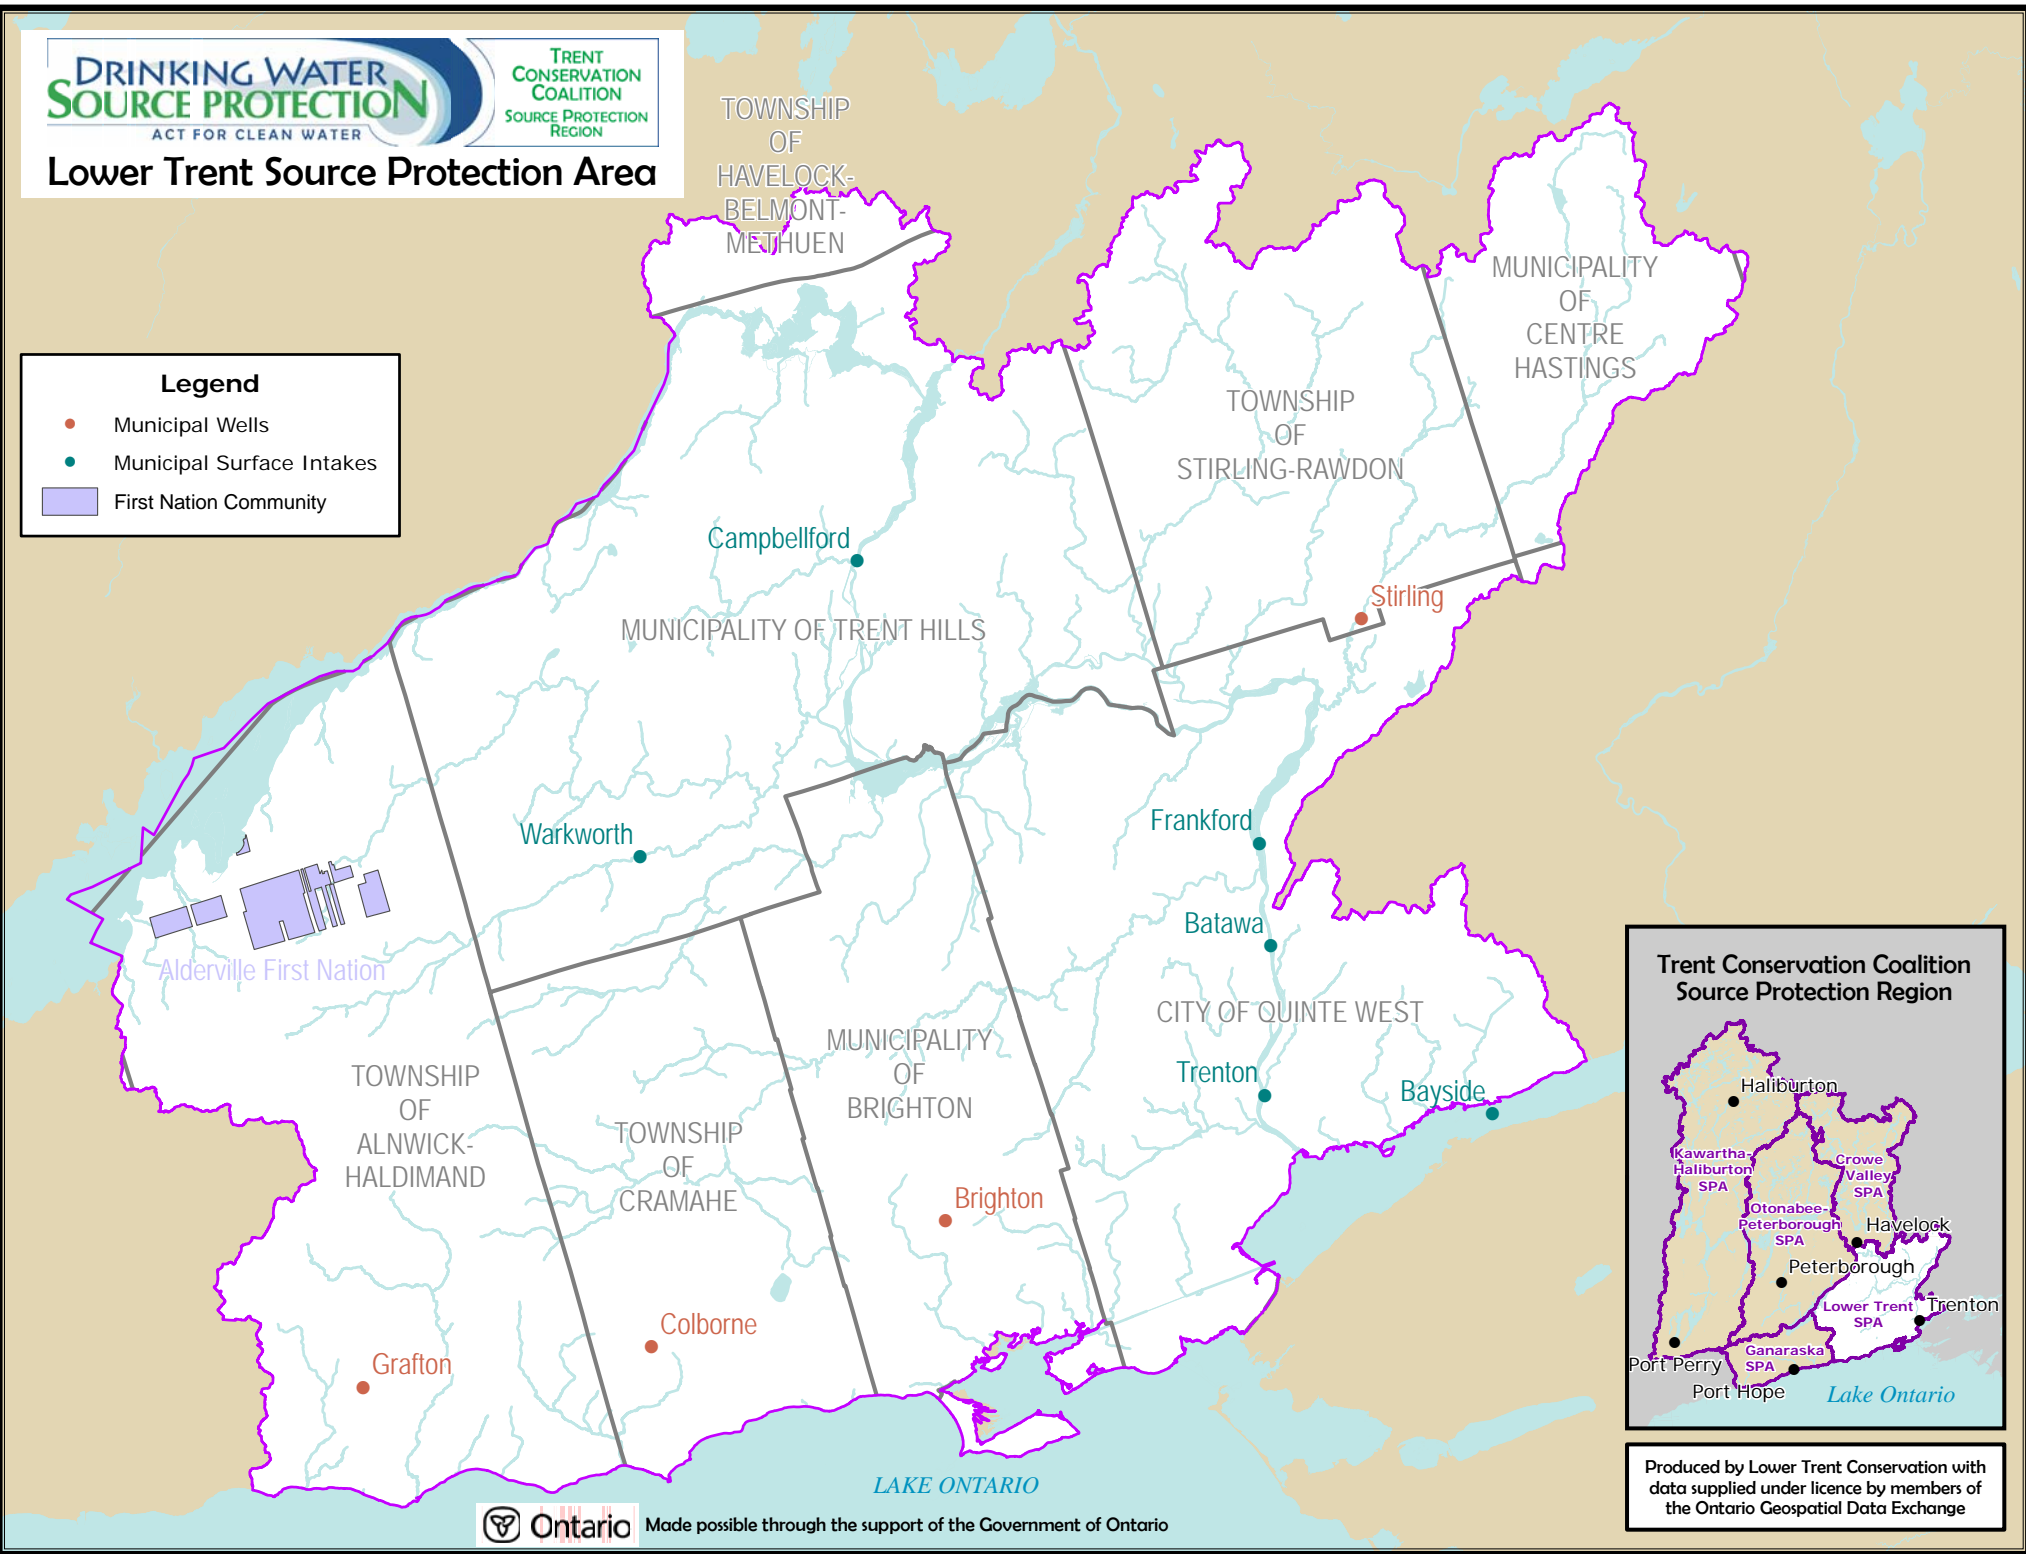 DRINKING WATER
SOURCE PROTECTION
ACT FOR CLEAN WATER
TRENT
CONSERVATION
COALITION
SOURCE PROTECTION
REGION
Lower Trent Source Protection Area
TOWNSHIP
OF
HAVELOCK-
BELMONT-
METHUEN
MUNICIPALITY
OF
CENTRE
HASTINGS
Legend
Municipal Wells
Municipal Surface Intakes
First Nation Community
TOWNSHIP
OF
STIRLING-RAWDON
Campbellford
Stirling
MUNICIPALITY OF TRENT HILLS
Warkworth
Frankford
Batawa
Alderville First Nation
CITY OF QUINTE WEST
MUNICIPALITY
OF
BRIGHTON
Trenton
Bayside
TOWNSHIP
OF
ALNWICK-
HALDIMAND
TOWNSHIP
OF
CRAMAHE
Brighton
Colborne
Grafton
LAKE ONTARIO
Ontario
Made possible through the support of the Government of Ontario
Trent Conservation Coalition
Source Protection Region
Haliburton
Kawartha-
Haliburton
SPA
Crowe
Valley
SPA
Otonabee-
Peterborough
SPA
Havelock
Peterborough
Lower Trent
SPA
Trenton
Ganaraska
SPA
Port Perry
Port Hope
Lake Ontario
Produced by Lower Trent Conservation with
data supplied under licence by members of
the Ontario Geospatial Data Exchange